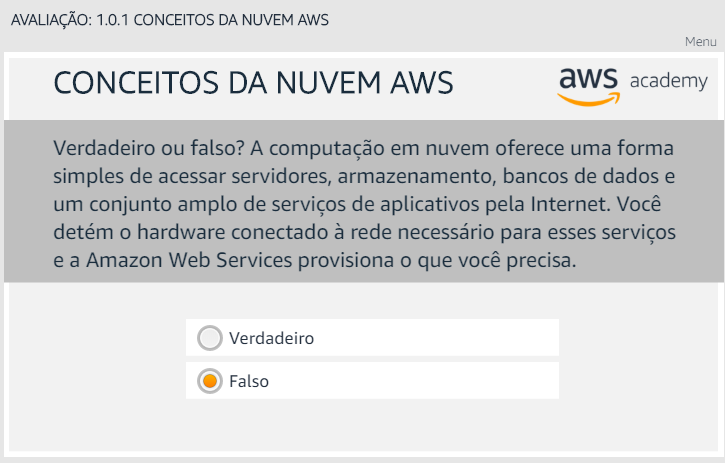 AVALIAÇÃO: 1.0.1 CONCEITOS DA NUVEM AWS
Menu
CONCEITOS DA NUVEM AWS
aws academy
Verdadeiro ou falso? A computação em nuvem oferece uma forma
simples de acessar servidores, armazenamento, bancos de dados e
um conjunto amplo de serviços de aplicativos pela Internet. Você
detém o hardware conectado à rede necessário para esses serviços
e a Amazon Web Services provisiona o que você precisa.
Verdadeiro
Falso